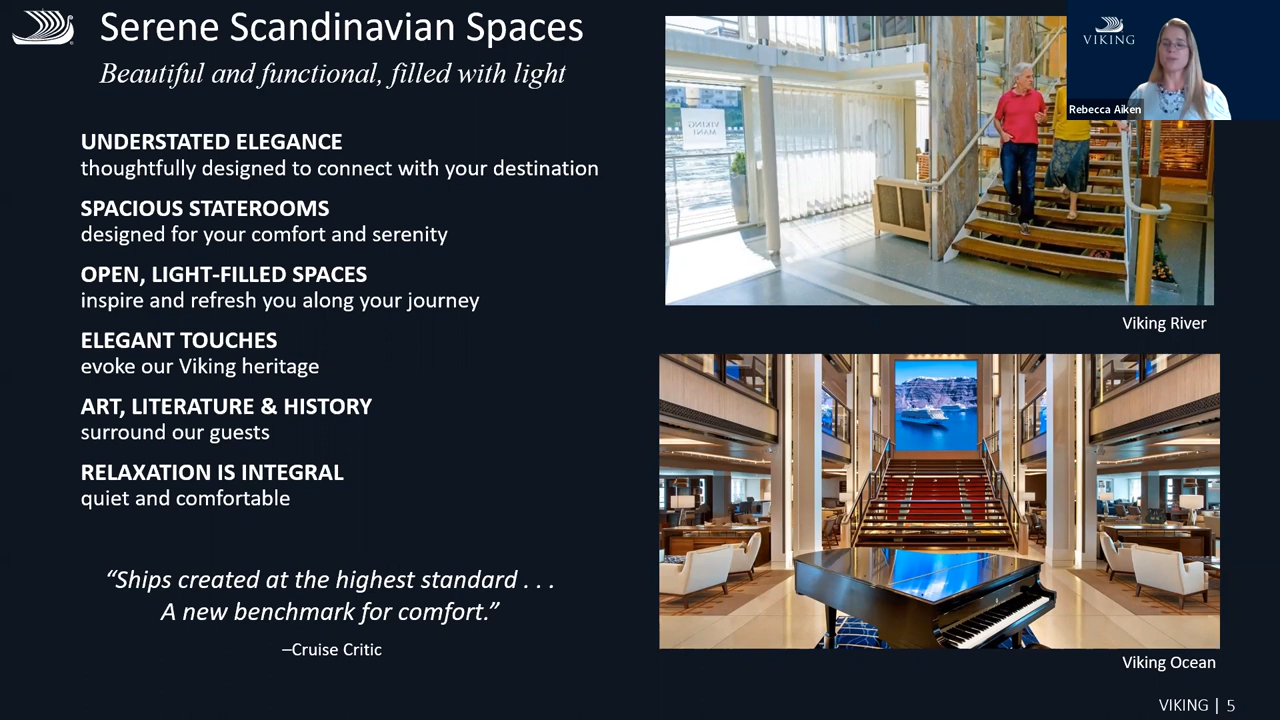 Serene Scandinavian Spaces
Beautiful and functional, filled with light
UNDERSTATED ELEGANCE
thoughtfully designed to connect with your destination
SPACIOUS STATEROOMS
designed for your comfort and serenity
OPEN, LIGHT-FILLED SPACES
inspire and refresh you along your journey
ELEGANT TOUCHES
evoke our Viking heritage
ART, LITERATURE & HISTORY
surround our guests
RELAXATION IS INTEGRAL
quiet and comfortable
“Ships created at the highest standard . . .
A new benchmark for comfort.”
–Cruise Critic
VIKING
MANI
VIKING
Rebecca Aiken
Viking River
Viking Ocean
VIKING | 5